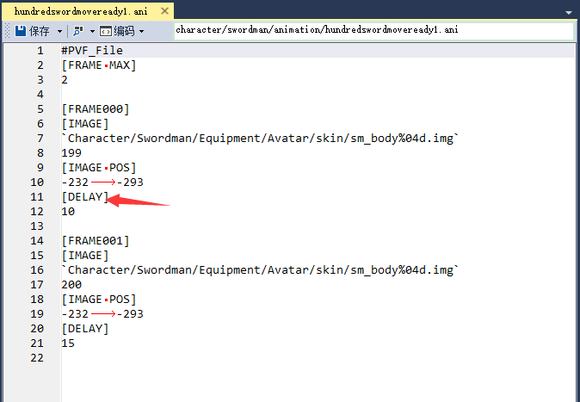 hundredswordmoveready1.ani
保存 编码 character/swordman/animation/hundredswordmoveready1.ani
1 #PVF_File
2 [FRAME MAX]
3 2
4
5 [FRAME000]
6 [IMAGE]
7 `Character/Swordman/Equipment/Avatar/skin/sm_body%04d.img`
8 199
9 [IMAGE POS]
10 -232 -293
11 [DELAY]
12 10
13
14 [FRAME001]
15 [IMAGE]
16 `Character/Swordman/Equipment/Avatar/skin/sm_body%04d.img`
17 200
18 [IMAGE POS]
19 -232 -293
20 [DELAY]
21 15
22